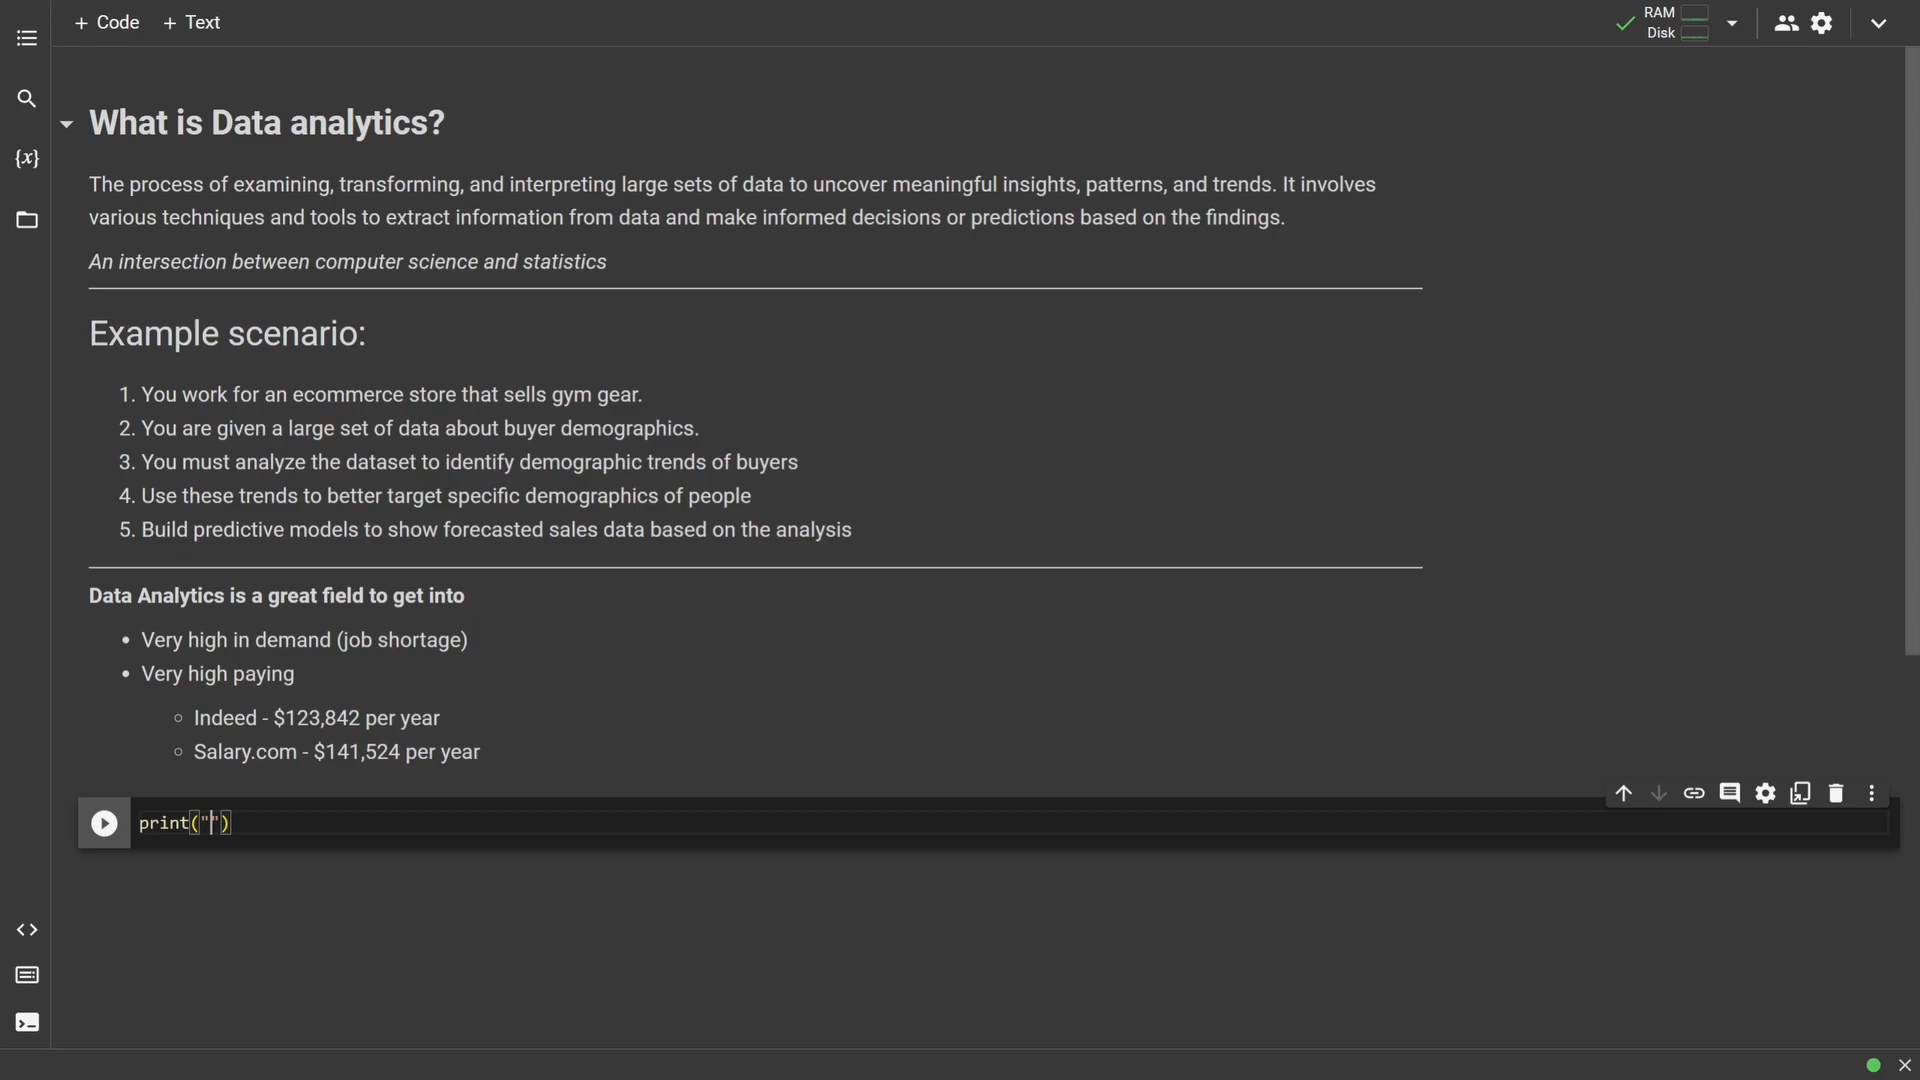 + Code + Text
RAM
Disk
{x}
What is Data analytics?
The process of examining, transforming, and interpreting large sets of data to uncover meaningful insights, patterns, and trends. It involves
various techniques and tools to extract information from data and make informed decisions or predictions based on the findings.
An intersection between computer science and statistics
Example scenario:
1. You work for an ecommerce store that sells gym gear.
2. You are given a large set of data about buyer demographics.
3. You must analyze the dataset to identify demographic trends of buyers
4. Use these trends to better target specific demographics of people
5. Build predictive models to show forecasted sales data based on the analysis
Data Analytics is a great field to get into
• Very high in demand (job shortage)
• Very high paying
◦ Indeed - $123,842 per year
◦ Salary.com - $141,524 per year
print("")